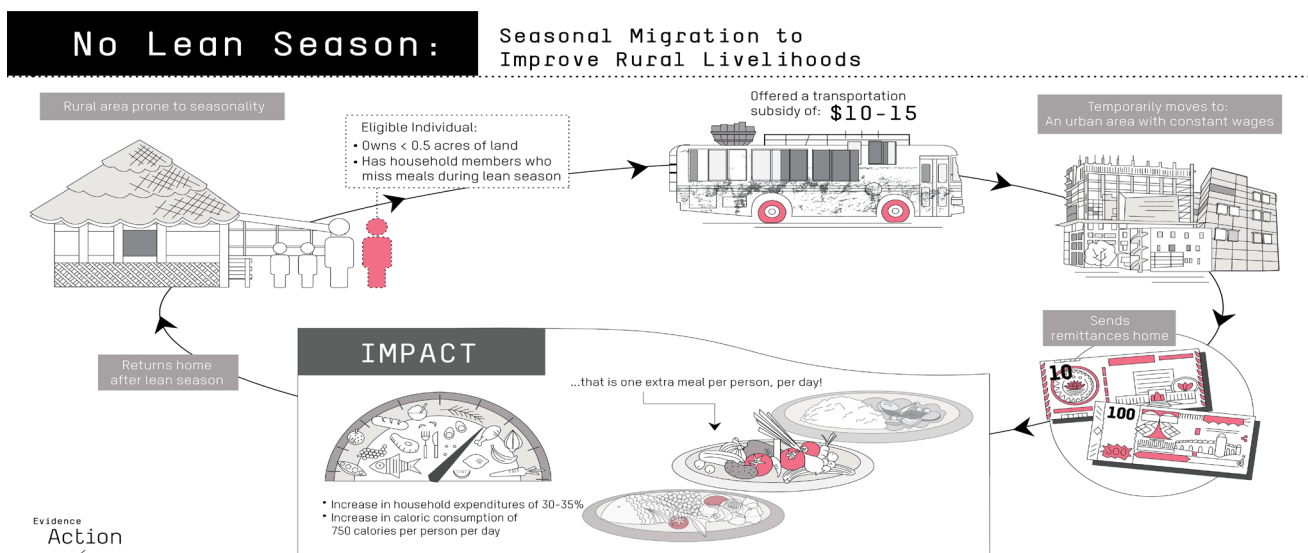 No Lean Season:
Seasonal Migration to
Improve Rural Livelihoods
Rural area prone to seasonality
Eligible Individual:
• Owns < 0.5 acres of land
• Has household members who
miss meals during lean season
Offered a transportation
subsidy of: $10-15
Temporarily moves to:
An urban area with constant wages
Sends
remittances home
10
100
500
Returns home
after lean season
IMPACT
...that is one extra meal per person, per day!
• Increase in household expenditures of 30-35%
• Increase in caloric consumption of
750 calories per person per day
Evidence
Action